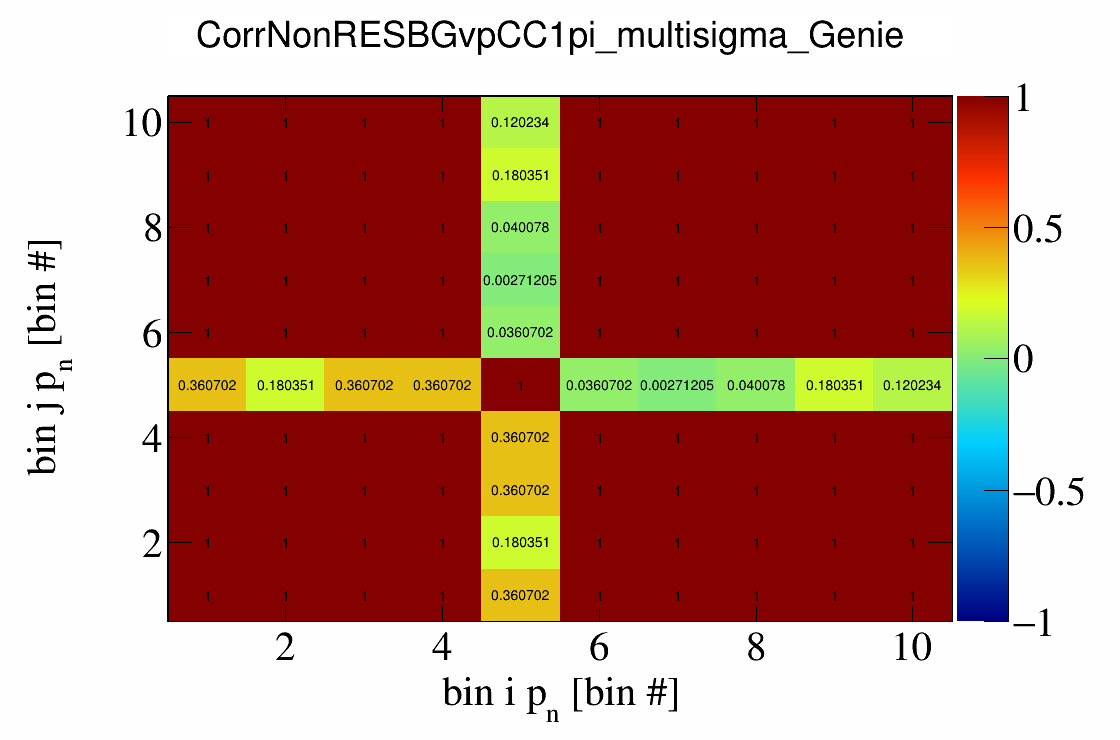 CorrNonRESBGvpCC1pi_multisigma_Genie
10 1 1 1 1 0.120234 1 1 1 1 1 1
1 1 1 1 0.180351 1 1 1 1 1
8 1 1 1 1 0.040078 1 1 1 1 1 0.5
1 1 1 1 0.00271205 1 1 1 1 1
6 1 1 1 1 0.0360702 1 1 1 1 1 0
0.360702 0.180351 0.360702 0.360702 1 0.0360702 0.00271205 0.040078 0.180351 0.120234
4 1 1 1 1 0.360702 1 1 1 1 1
1 1 1 1 0.360702 1 1 1 1 1 −0.5
2 1 1 1 1 0.180351 1 1 1 1 1
1 1 1 1 0.360702 1 1 1 1 1 −1
2 4 6 8 10
bin i pn [bin #]
bin j pn [bin #]